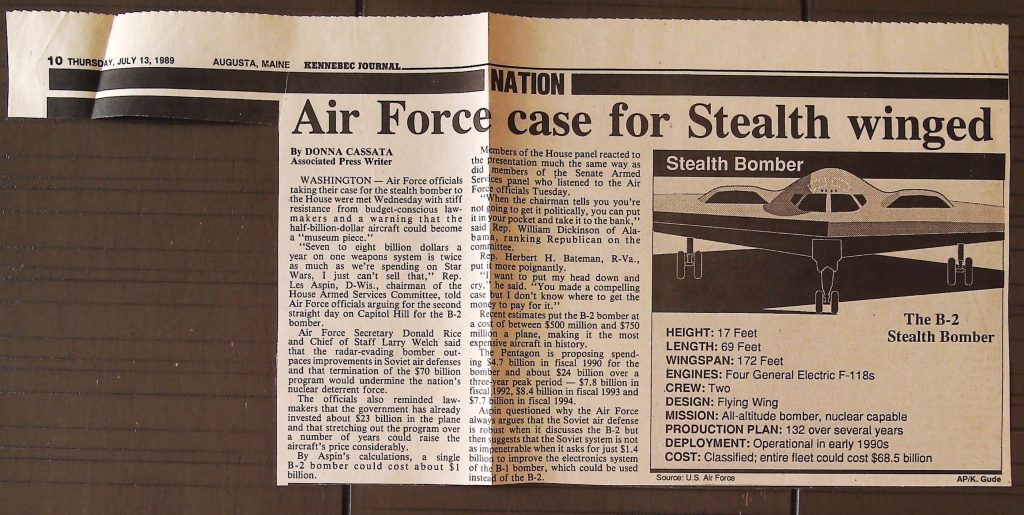 10 THURSDAY, JULY 13, 1989 AUGUSTA, MAINE KENNEBEC JOURNAL
NATION
Air Force case for Stealth winged
By DONNA CASSATA
Associated Press Writer
WASHINGTON — Air Force officials
taking their case for the stealth bomber to
the House were met Wednesday with stiff
resistance from budget-conscious law-
makers and a warning that the
half-billion-dollar aircraft could become
a "museum piece."
"Seven to eight billion dollars a
year on one weapons system is twice
as much as we're spending on Star
Wars, I just can't sell that," Rep.
Les Aspin, D-Wis., chairman of the
House Armed Services Committee, told
Air Force officials arguing for the second
straight day on Capitol Hill for the B-2
bomber.
Air Force Secretary Donald Rice
and Chief of Staff Larry Welch said
that the radar-evading bomber out-
paces improvements in Soviet air defenses
and that termination of the $70 billion
program would undermine the nation's
nuclear deterrent force.
The officials also reminded law-
makers that the government has already
invested about $23 billion in the plane
and that stretching out the program over
a number of years could raise the
aircraft's price considerably.
By Aspin's calculations, a single
B-2 bomber could cost about $1
billion.
Members of the House panel reacted to
the presentation much the same way as
did members of the Senate Armed
Services panel who listened to the Air
Force officials Tuesday.
"When the chairman tells you you're
not going to get it politically, you can put
it in your pocket and take it to the bank,"
said Rep. William Dickinson of Ala-
bama, ranking Republican on the
committee.
Rep. Herbert H. Bateman, R-Va.,
put it more poignantly.
"I want to put my head down and
cry," he said. "You made a compelling
case but I don't know where to get the
money to pay for it."
Recent estimates put the B-2 bomber at
a cost of between $500 million and $750
million a plane, making it the most
expensive aircraft in history.
The Pentagon is proposing spend-
ing $4.7 billion in fiscal 1990 for the
bomber and about $24 billion over a
three-year peak period — $7.8 billion in
fiscal 1992, $8.4 billion in fiscal 1993 and
$7.7 billion in fiscal 1994.
Aspin questioned why the Air Force
always argues that the Soviet air defense
is robust when it discusses the B-2 but
then suggests that the Soviet system is not
as impenetrable when it asks for just $1.4
billion to improve the electronics system
of the B-1 bomber, which could be used
instead of the B-2.
Stealth Bomber
The B-2
Stealth Bomber
HEIGHT: 17 Feet
LENGTH: 69 Feet
WINGSPAN: 172 Feet
ENGINES: Four General Electric F-118s
CREW: Two
DESIGN: Flying Wing
MISSION: All-altitude bomber, nuclear capable
PRODUCTION PLAN: 132 over several years
DEPLOYMENT: Operational in early 1990s
COST: Classified; entire fleet could cost $68.5 billion
Source: U.S. Air Force AP/K. Gude